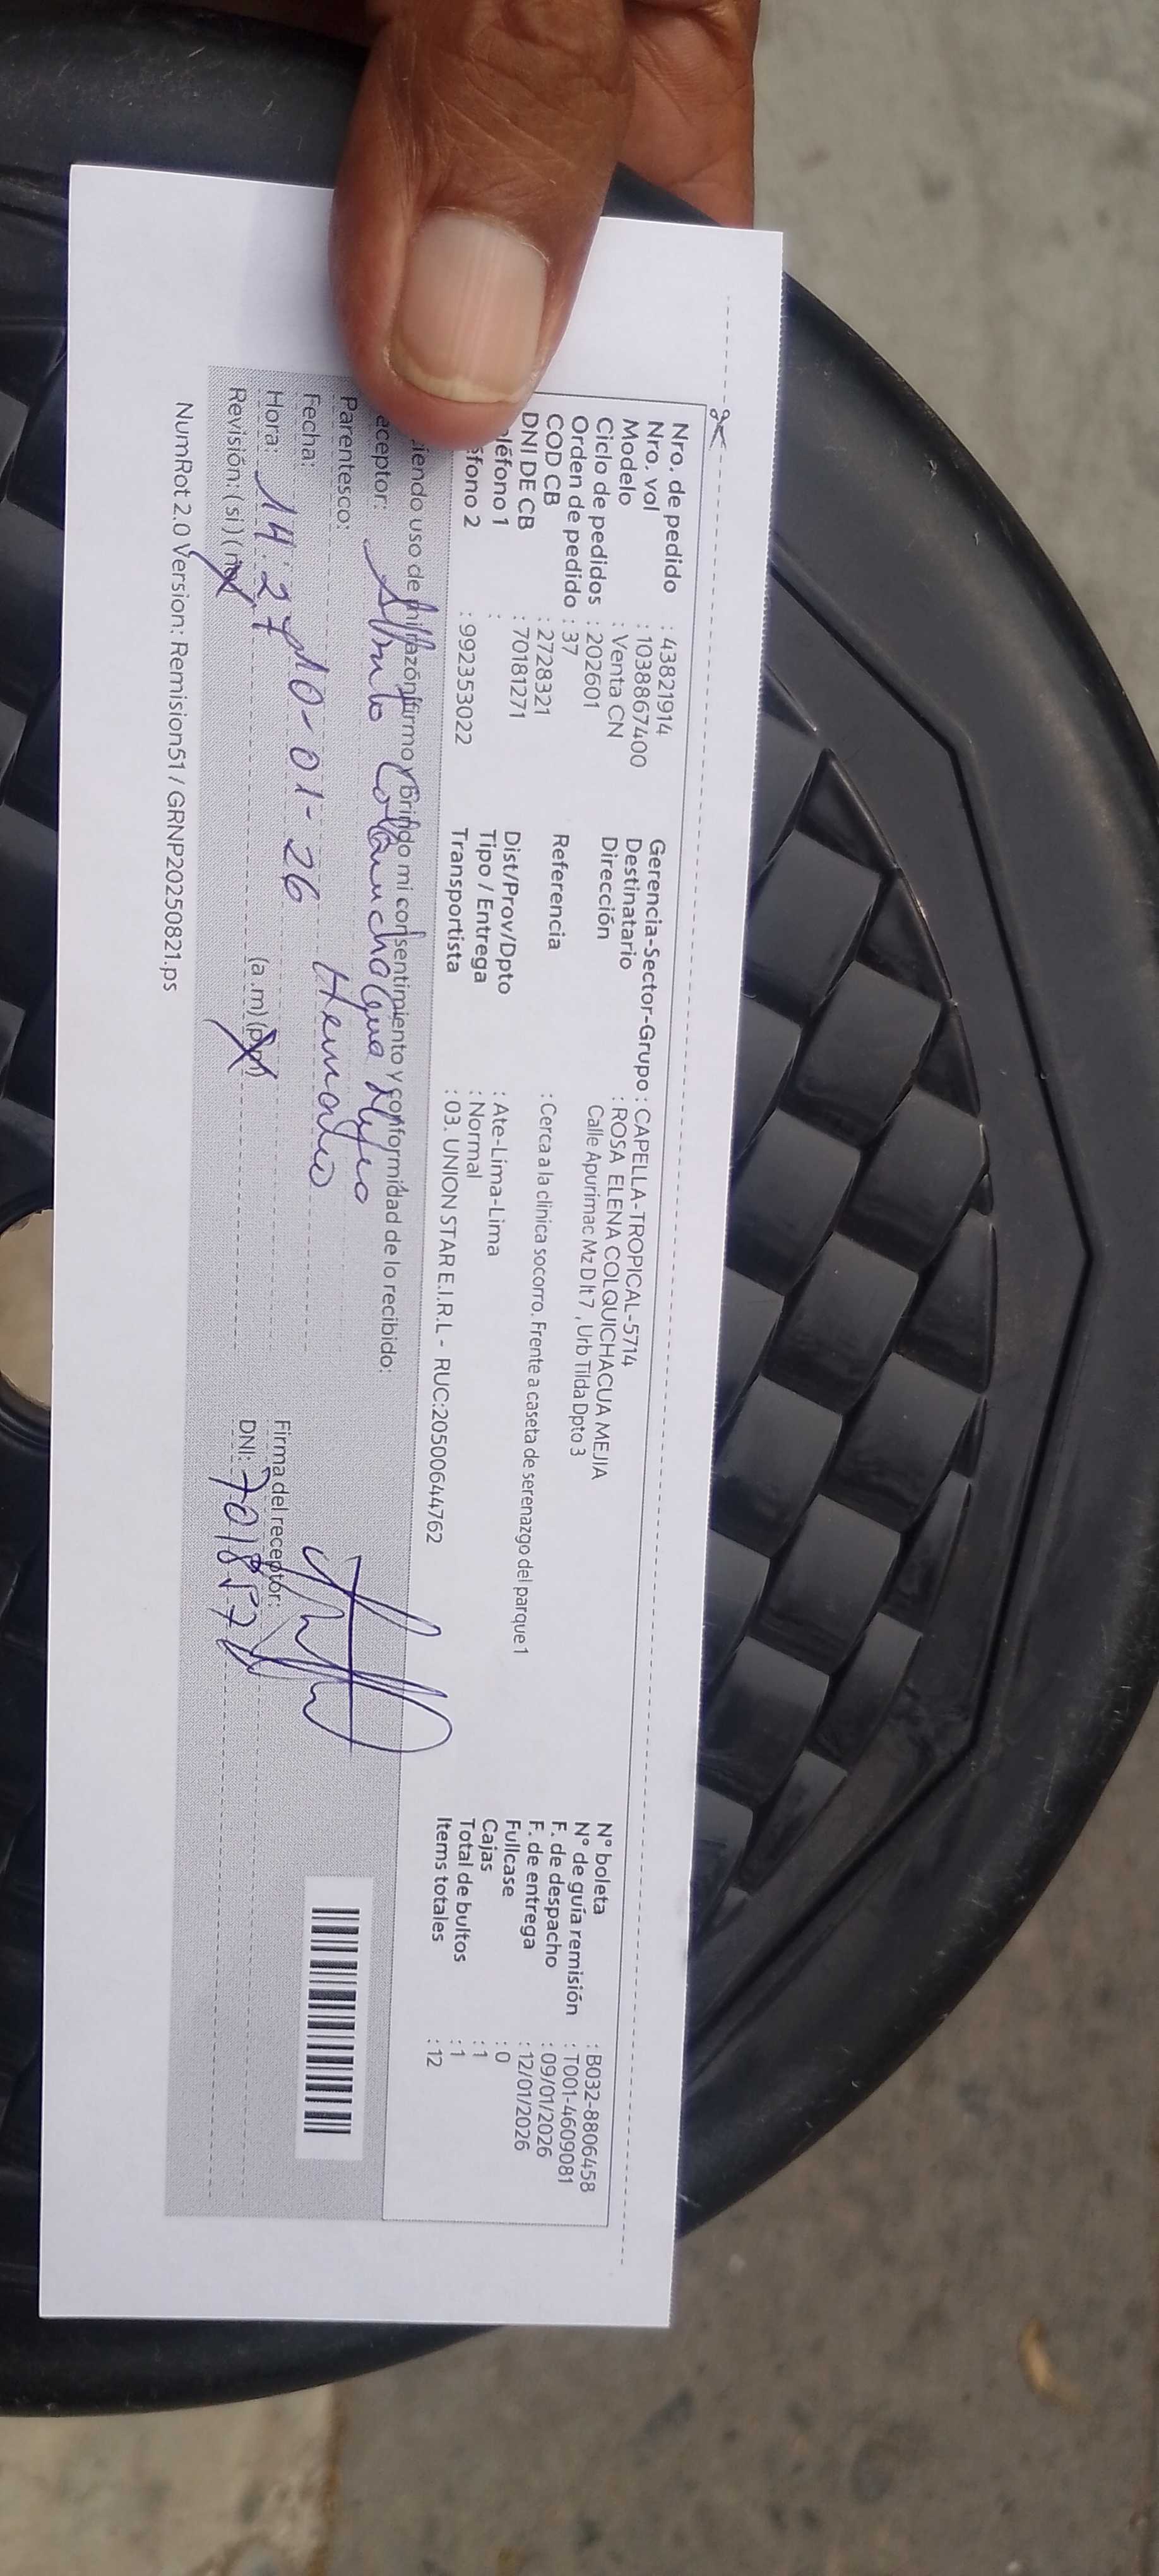 Nro. de pedido : 43821914
Nro. vol : 1038867400
Modelo : Venta CN
Ciclo de pedidos : 202601
Orden de pedido : 37
COD CB : 2728321
DNI DE CB : 70181271
léfono 1 :
éfono 2 : 992353022
Gerencia-Sector-Grupo : CAPELLA-TROPICAL-5714
Destinatario : ROSA ELENA COLQUICHACUA MEJIA
Dirección Calle Apurimac Mz D lt 7 , Urb Tilda Dpto 3
Referencia : Cerca a la clinica socorro. Frente a caseta de serenazgo del parque1
Dist/Prov/Dpto : Ate-Lima-Lima
Tipo / Entrega : Normal
Transportista : 03. UNION STAR E.I.R.L - RUC:20500644762
N° boleta : B032-8806458
N° de guía remisión : T001-4609081
F. de despacho : 09/01/2026
F. de entrega : 12/01/2026
Fullcase : 0
Cajas : 1
Total de bultos : 1
Items totales : 12
ciendo uso de mi razón firmo y Brindo mi consentimiento y conformidad de lo recibido:
eceptor:
Parentesco: Hermano
Fecha: 10-01-26
Hora: 14:27 (a.m) (pm)
Revisión: (si) (no)
Firma del receptor:
DNI:
NumRot 2.0 Version: Remision51 / GRNP20250821.ps